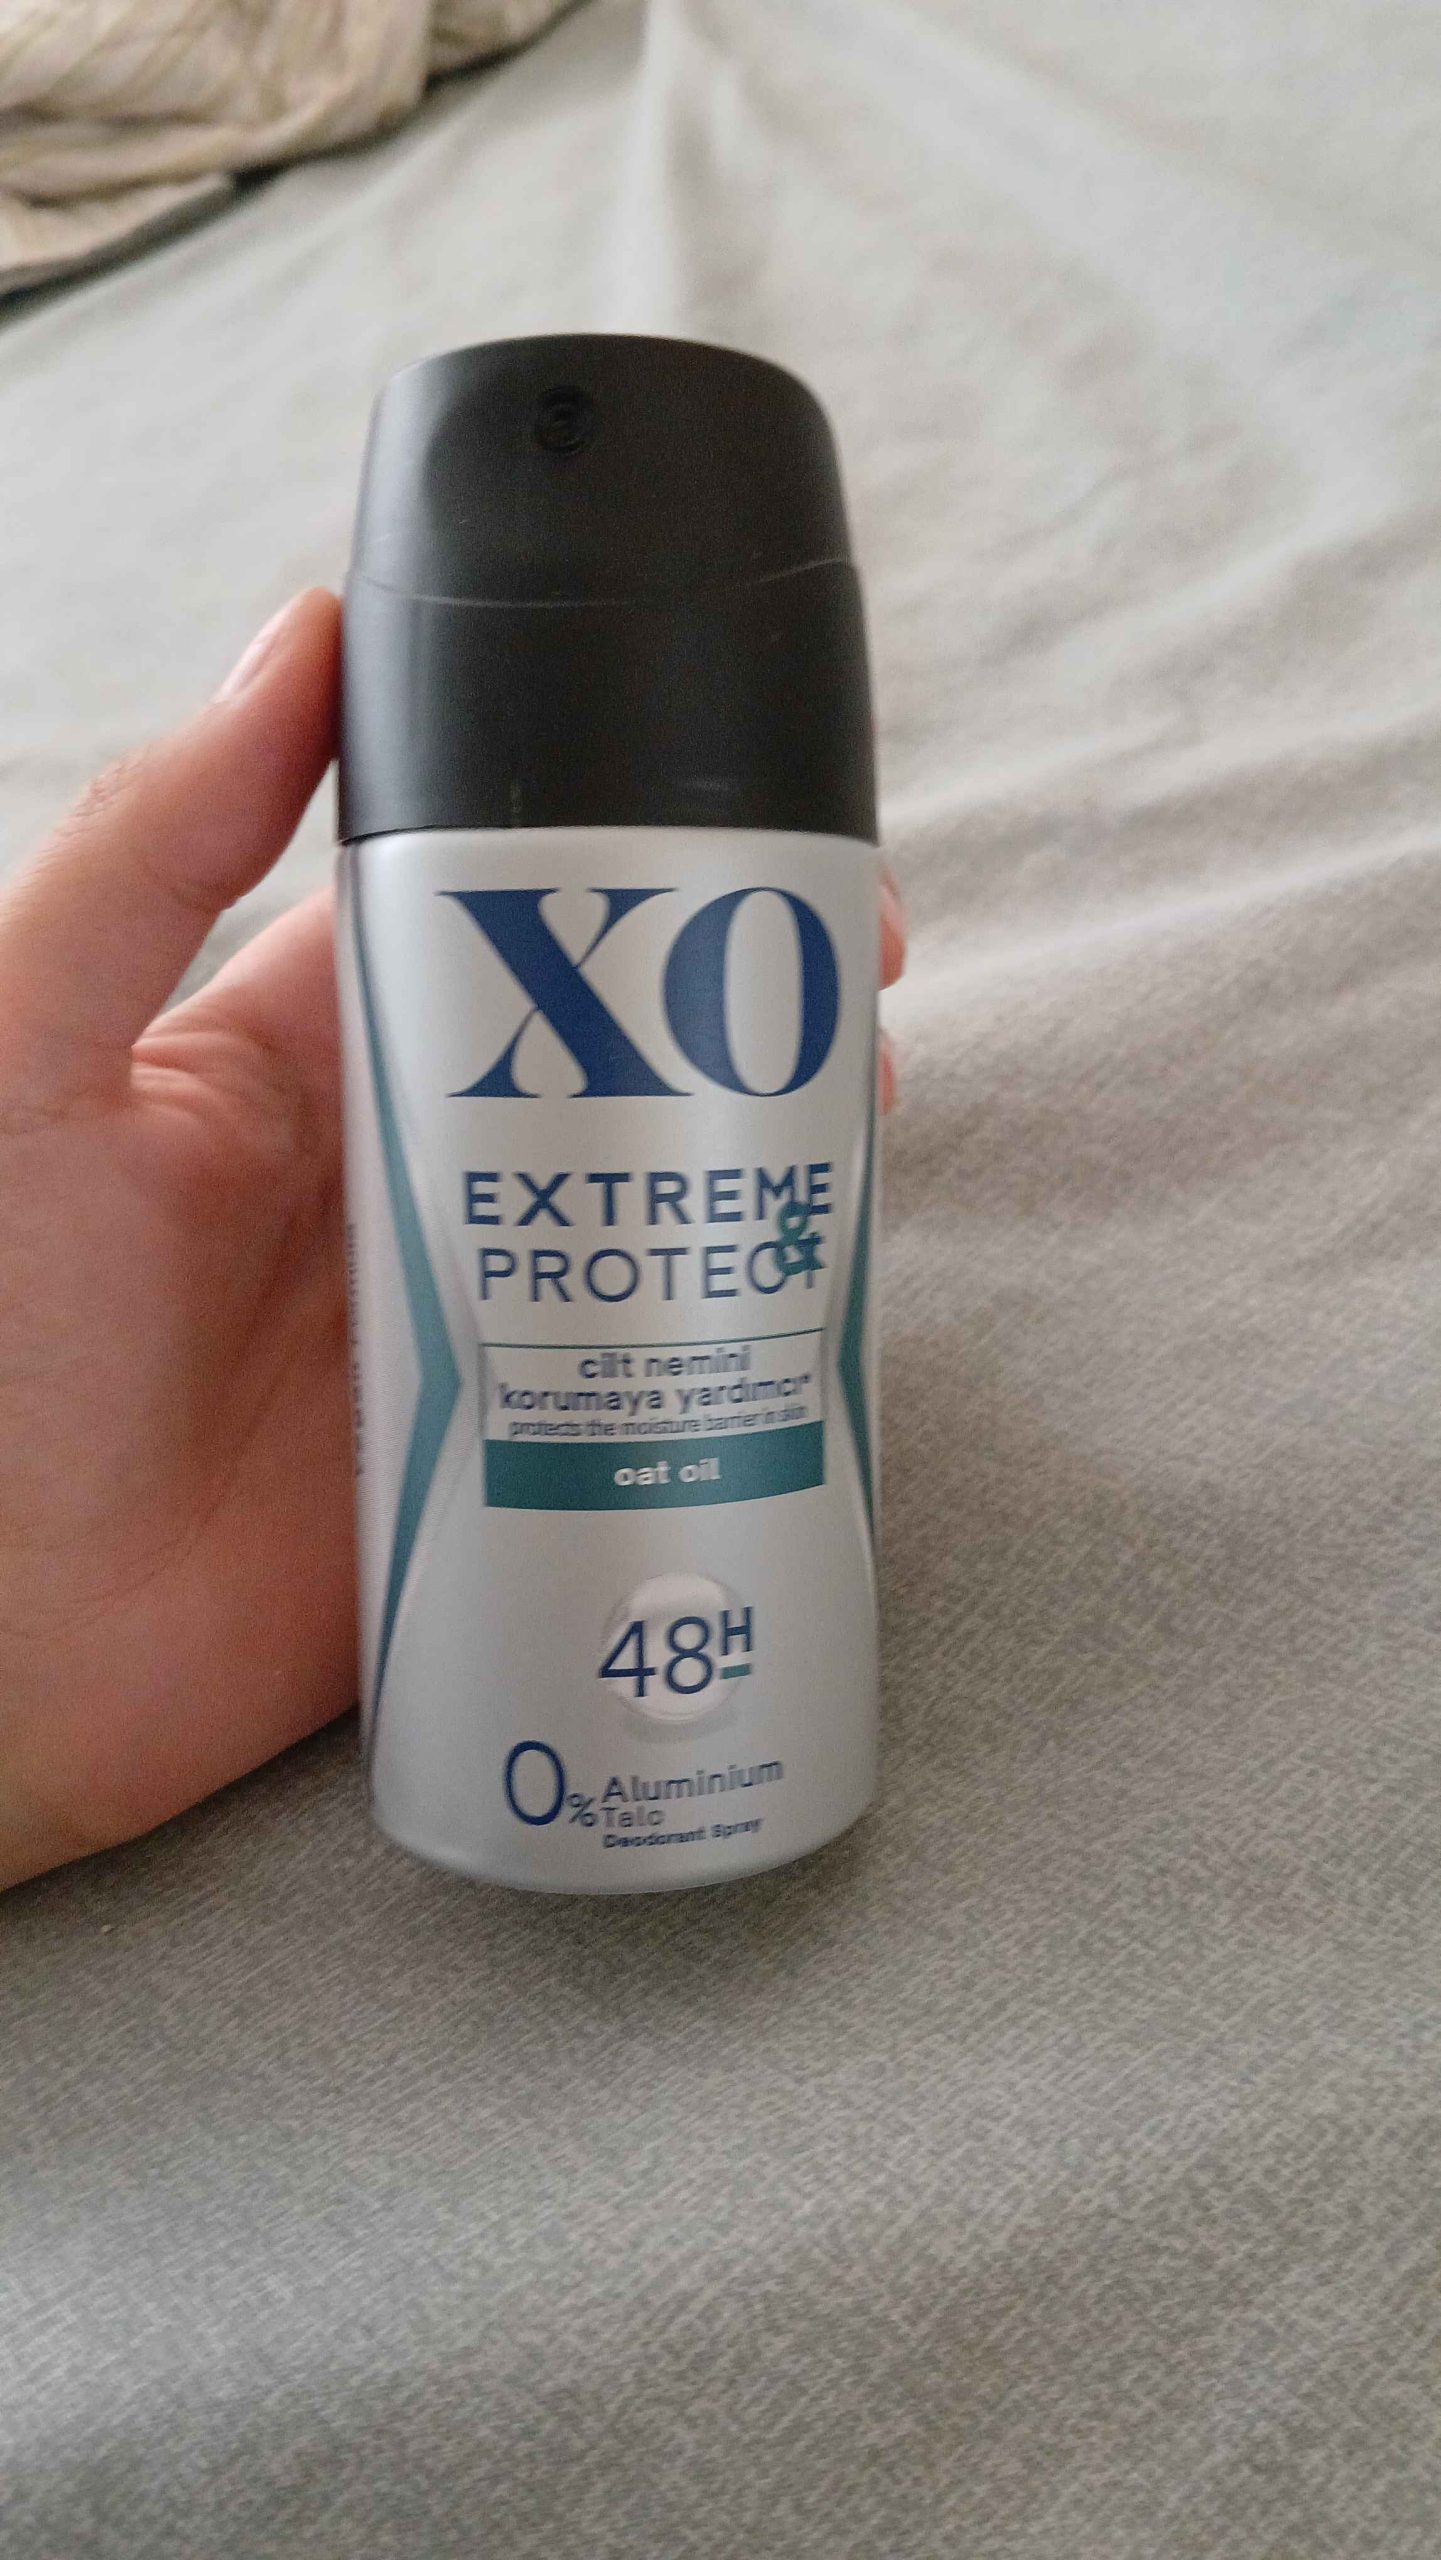 XO
EXTREME
&
PROTECT
cilt nemini
korumaya yardımcı*
protects the moisture barrier in skin
oat oil
48H
0% Aluminium
Talc
Deodorant Spray